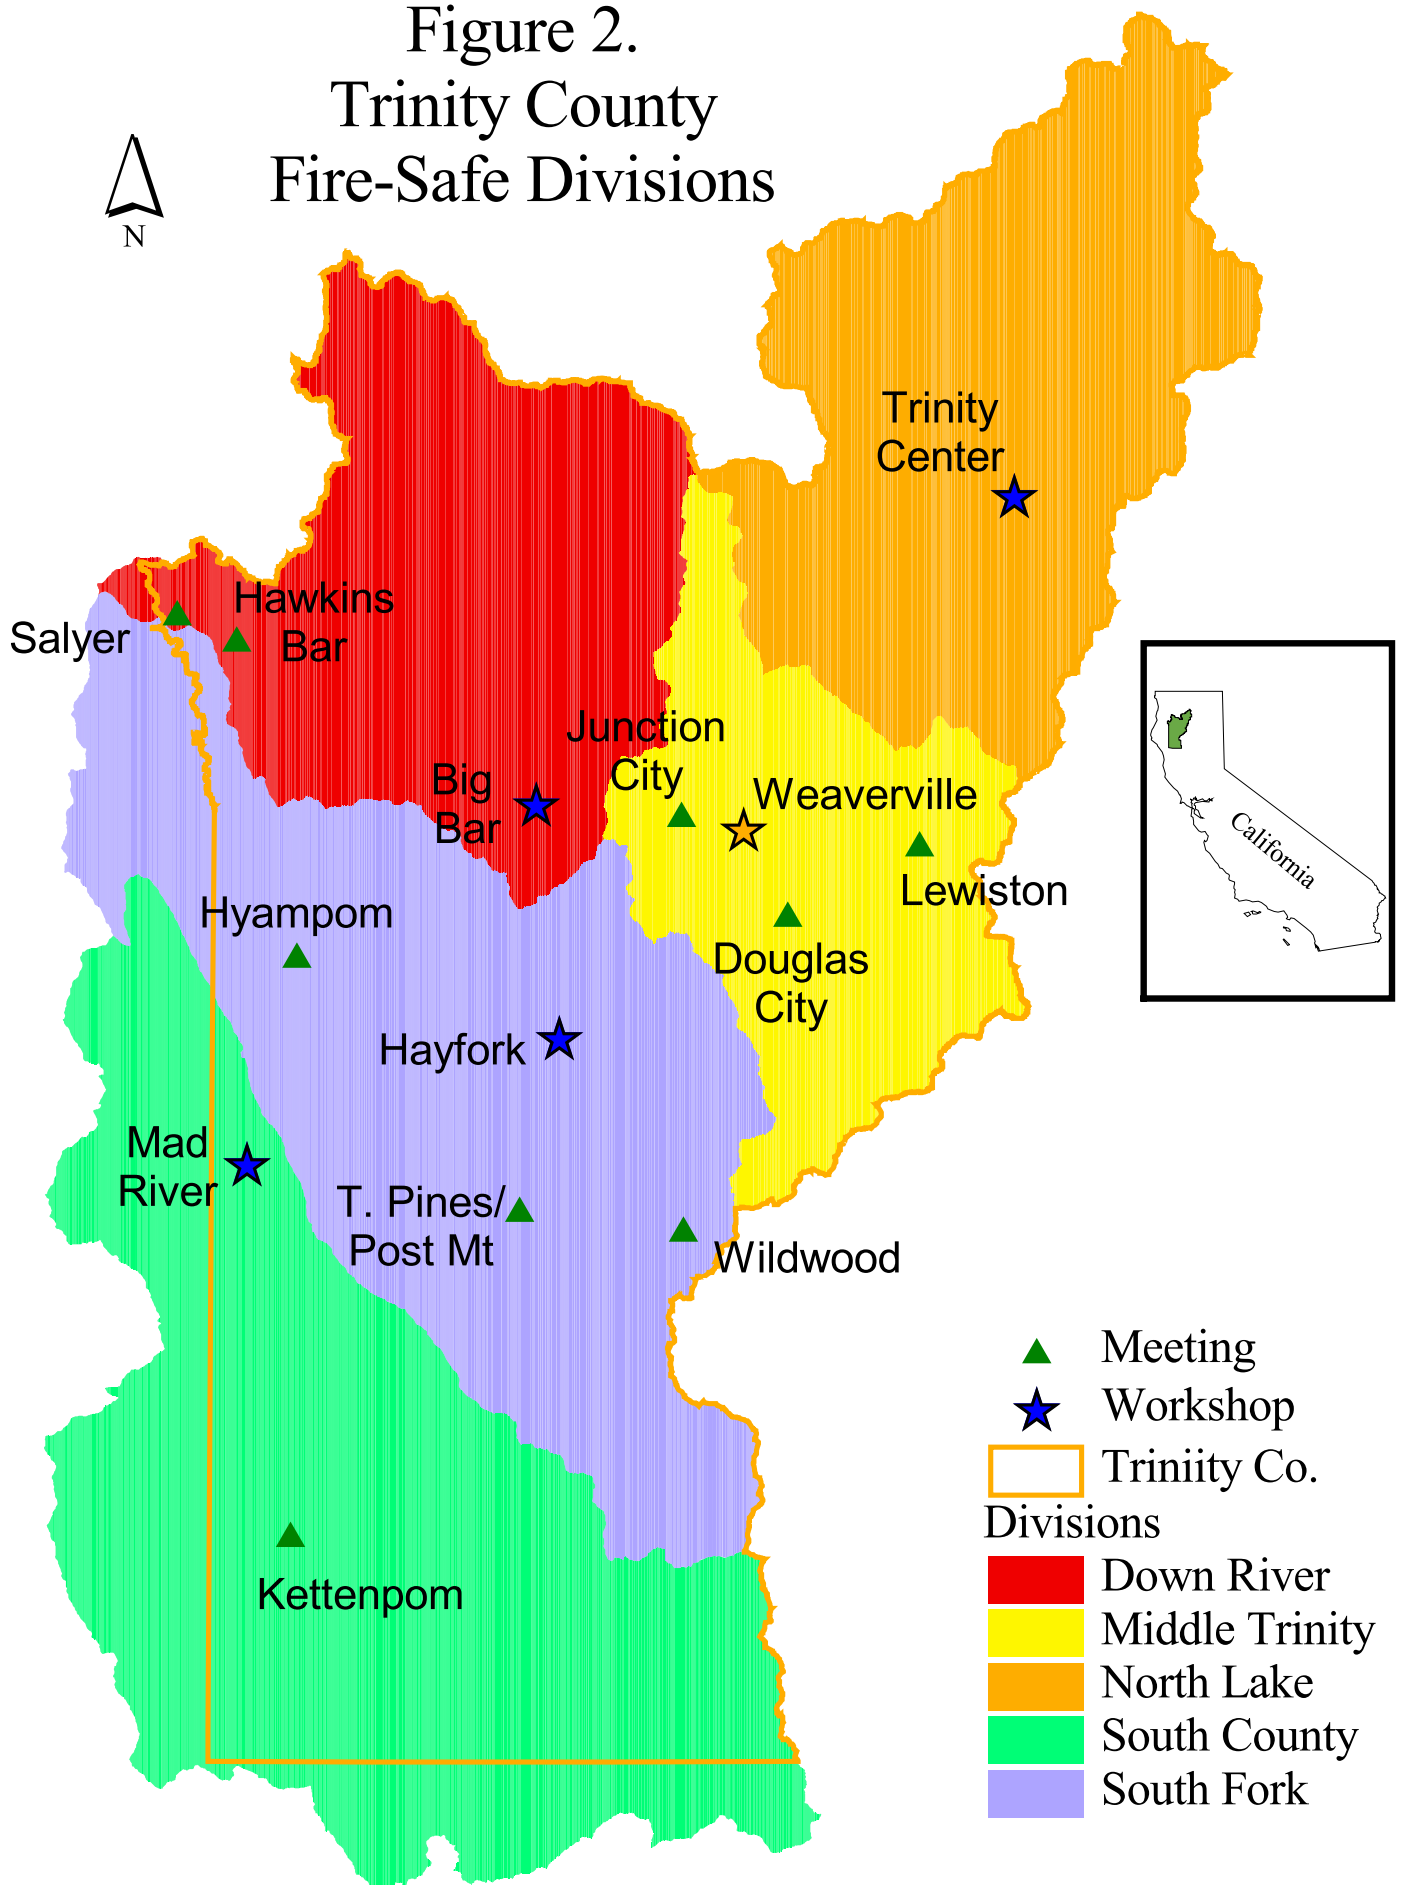 Figure 2.
Trinity County
Fire-Safe Divisions
N
Trinity
Center
Hawkins
Bar
Salyer
Junction
City
Big
Bar
Weaverville
Lewiston
California
Hyampom
Douglas
City
Hayfork
Mad
River
T. Pines/
Post Mt
Wildwood
Kettenpom
Meeting
Workshop
Triniity Co.
Divisions
Down River
Middle Trinity
North Lake
South County
South Fork